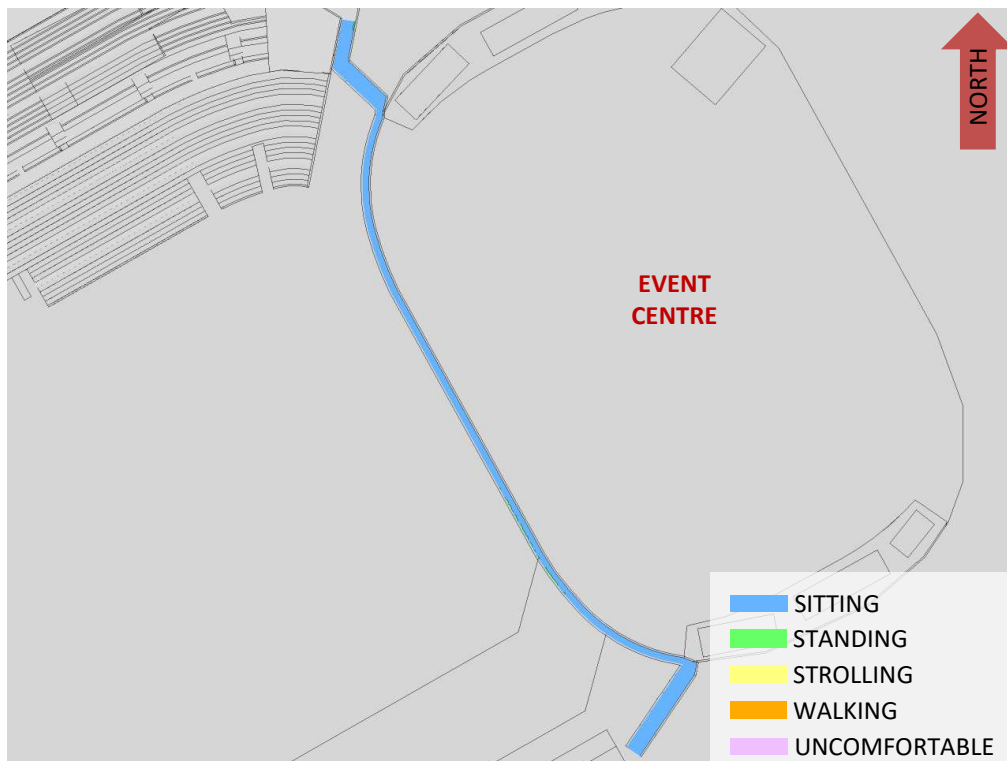 NORTH
EVENT
CENTRE
SITTING
STANDING
STROLLING
WALKING
UNCOMFORTABLE